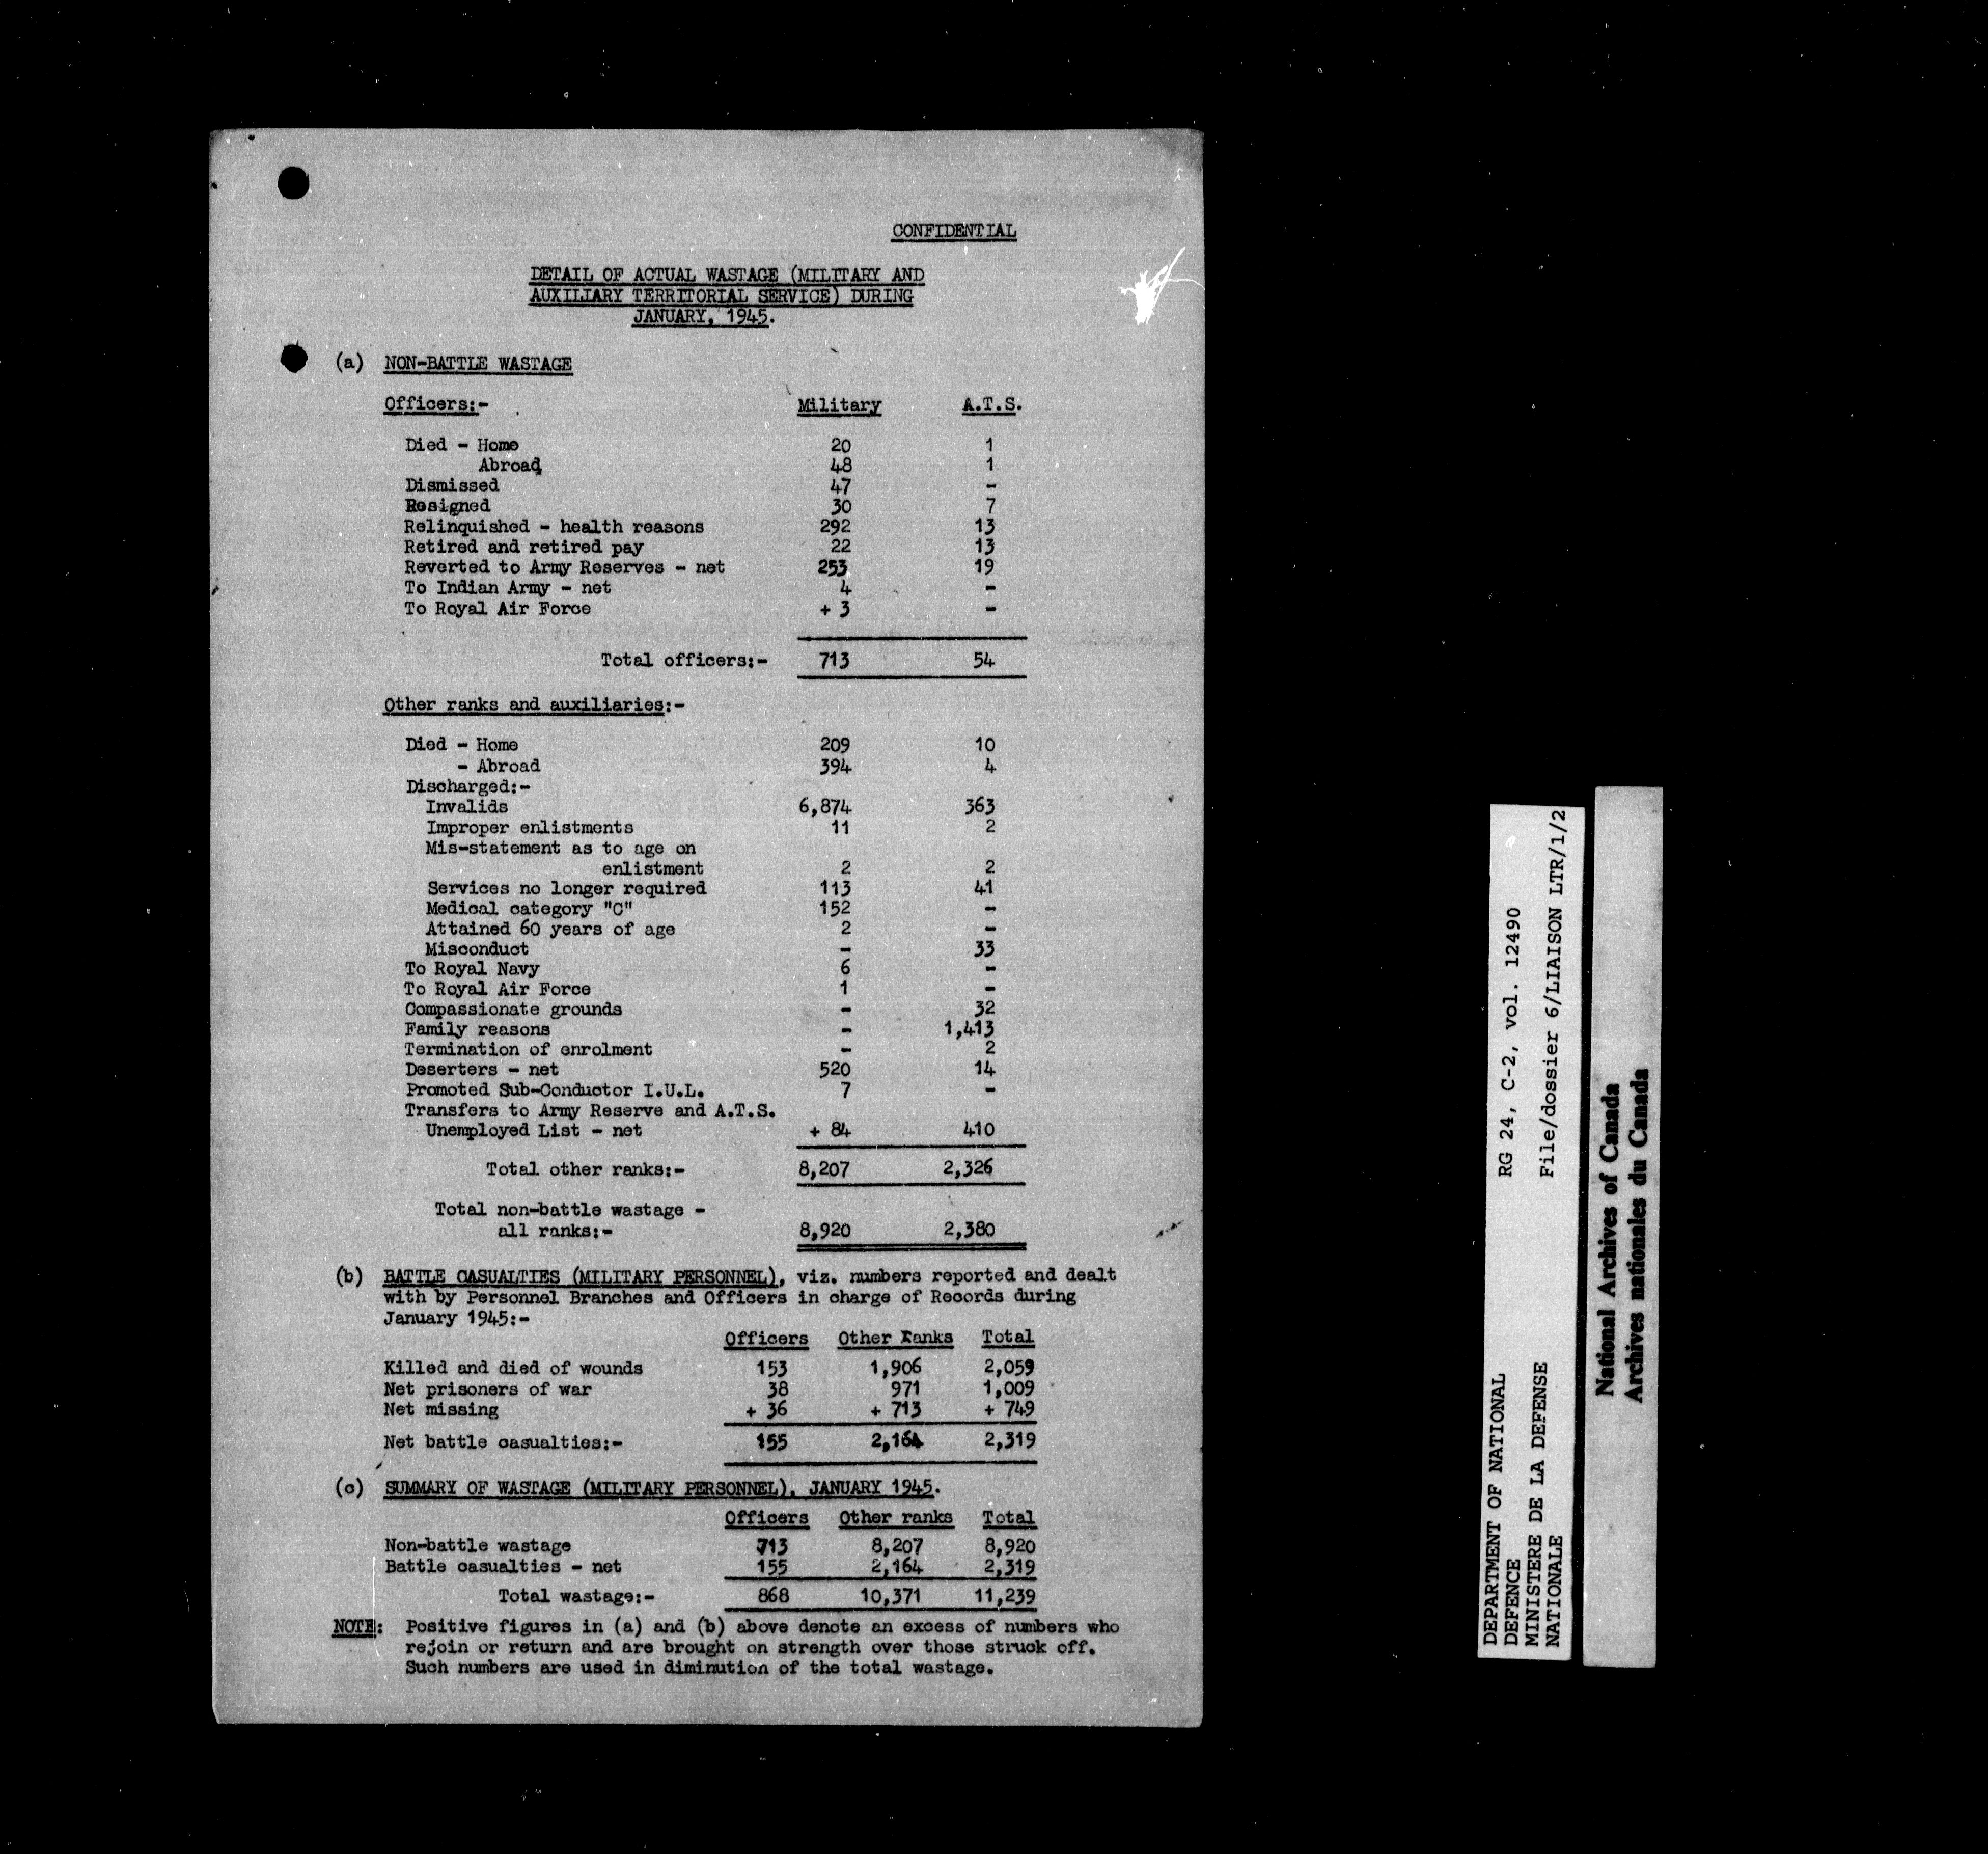 CONFIDENTIAL
DETAIL OF ACTUAL WASTAGE (MILITARY AND
AUXILIARY TERRITORIAL SERVICE) DURING
JANUARY, 1945.
(a) NON-BATTLE WASTAGE
Officers:- Military A.T.S.
Died - Home 20 1
Abroad 48 1
Dismissed 47 -
Resigned 30 7
Relinquished - health reasons 292 13
Retired and retired pay 22 13
Reverted to Army Reserves - net 253 19
To Indian Army - net 4 -
To Royal Air Force + 3 -
Total officers:- 713 54
Other ranks and auxiliaries:-
Died - Home 209 10
- Abroad 394 4
Discharged:-
Invalids 6,874 363
Improper enlistments 11 2
Mis-statement as to age on
enlistment 2 2
Services no longer required 113 41
Medical category "C" 152 -
Attained 60 years of age 2 -
Misconduct - 33
To Royal Navy 6 -
To Royal Air Force 1 -
Compassionate grounds - 32
Family reasons - 1,413
Termination of enrolment - 2
Deserters - net 520 14
Promoted Sub-Conductor I.U.L. 7 -
Transfers to Army Reserve and A.T.S.
Unemployed List - net + 84 410
Total other ranks:- 8,207 2,326
Total non-battle wastage -
all ranks:- 8,920 2,380
(b) BATTLE CASUALTIES (MILITARY PERSONNEL), viz. numbers reported and dealt
with by Personnel Branches and Officers in charge of Records during
January 1945:-
Officers Other ranks Total
Killed and died of wounds 153 1,906 2,059
Net prisoners of war 38 971 1,009
Net missing + 36 + 713 + 749
Net battle casualties:- 155 2,164 2,319
(c) SUMMARY OF WASTAGE (MILITARY PERSONNEL), JANUARY 1945.
Officers Other ranks Total
Non-battle wastage 713 8,207 8,920
Battle casualties - net 155 2,164 2,319
Total wastage:- 868 10,371 11,239
NOTE: Positive figures in (a) and (b) above denote an excess of numbers who
rejoin or return and are brought on strength over those struck off.
Such numbers are used in diminution of the total wastage.
DEPARTMENT OF NATIONAL RG 24, C-2, vol. 12490
DEFENCE
MINISTERE DE LA DEFENSE File/dossier 6/LIAISON LTR/1/2
NATIONALE
National Archives of Canada
Archives nationales du Canada